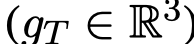 (g_T ∈ ℝ³)